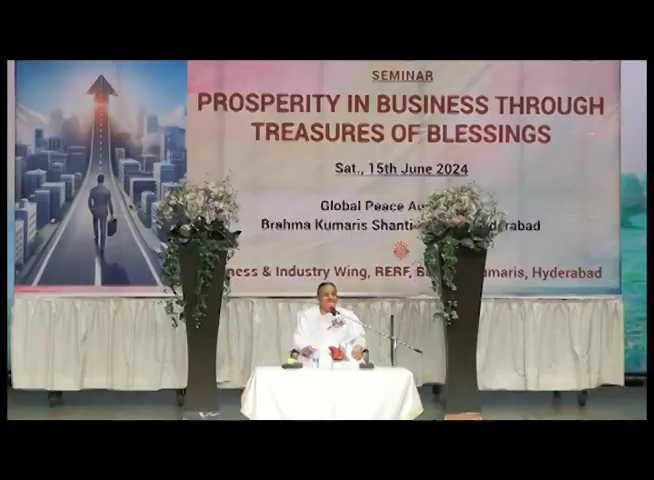 SEMINAR
PROSPERITY IN BUSINESS THROUGH
TREASURES OF BLESSINGS
Sat., 15th June 2024
Global Peace
Brahma Kumaris Shanti
ness & Industry Wing, RERF, umaris, Hyderabad